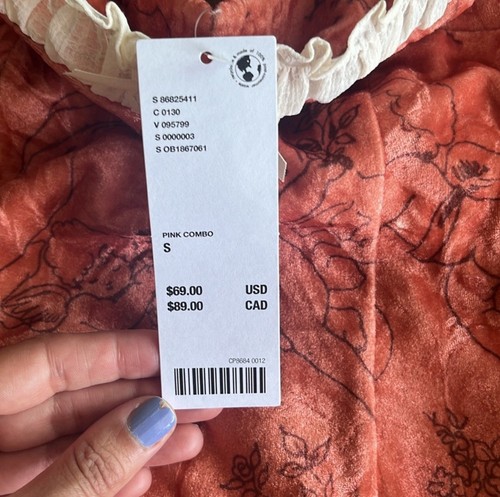 S 86825411
C 0130
V 095799
S 0000003
S OB1867061
PINK COMBO
S
$69.00 USD
$89.00 CAD
CP8684 0012